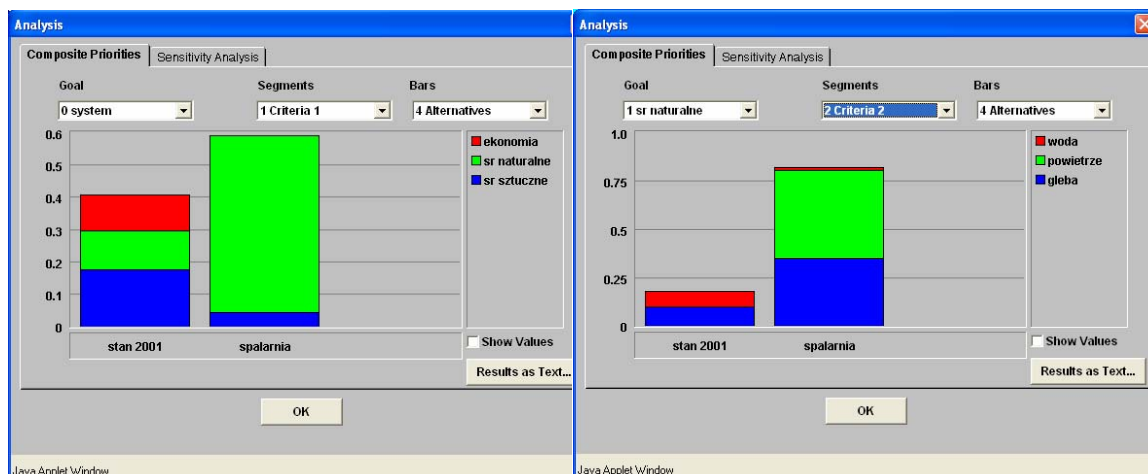 Analysis
Composite Priorities Sensitivity Analysis
Goal Segments Bars
0 system 1 Criteria 1 4 Alternatives
0.6
0.5
0.4
0.3
0.2
0.1
0
ekonomia
sr naturalne
sr sztuczne
stan 2001 spalarnia
Show Values
Results as Text...
OK
Java Applet Window
Analysis
Composite Priorities Sensitivity Analysis
Goal Segments Bars
1 sr naturalne 2 Criteria 2 4 Alternatives
1.0
0.75
0.5
0.25
0
woda
powietrze
gleba
stan 2001 spalarnia
Show Values
Results as Text...
OK
Java Applet Window